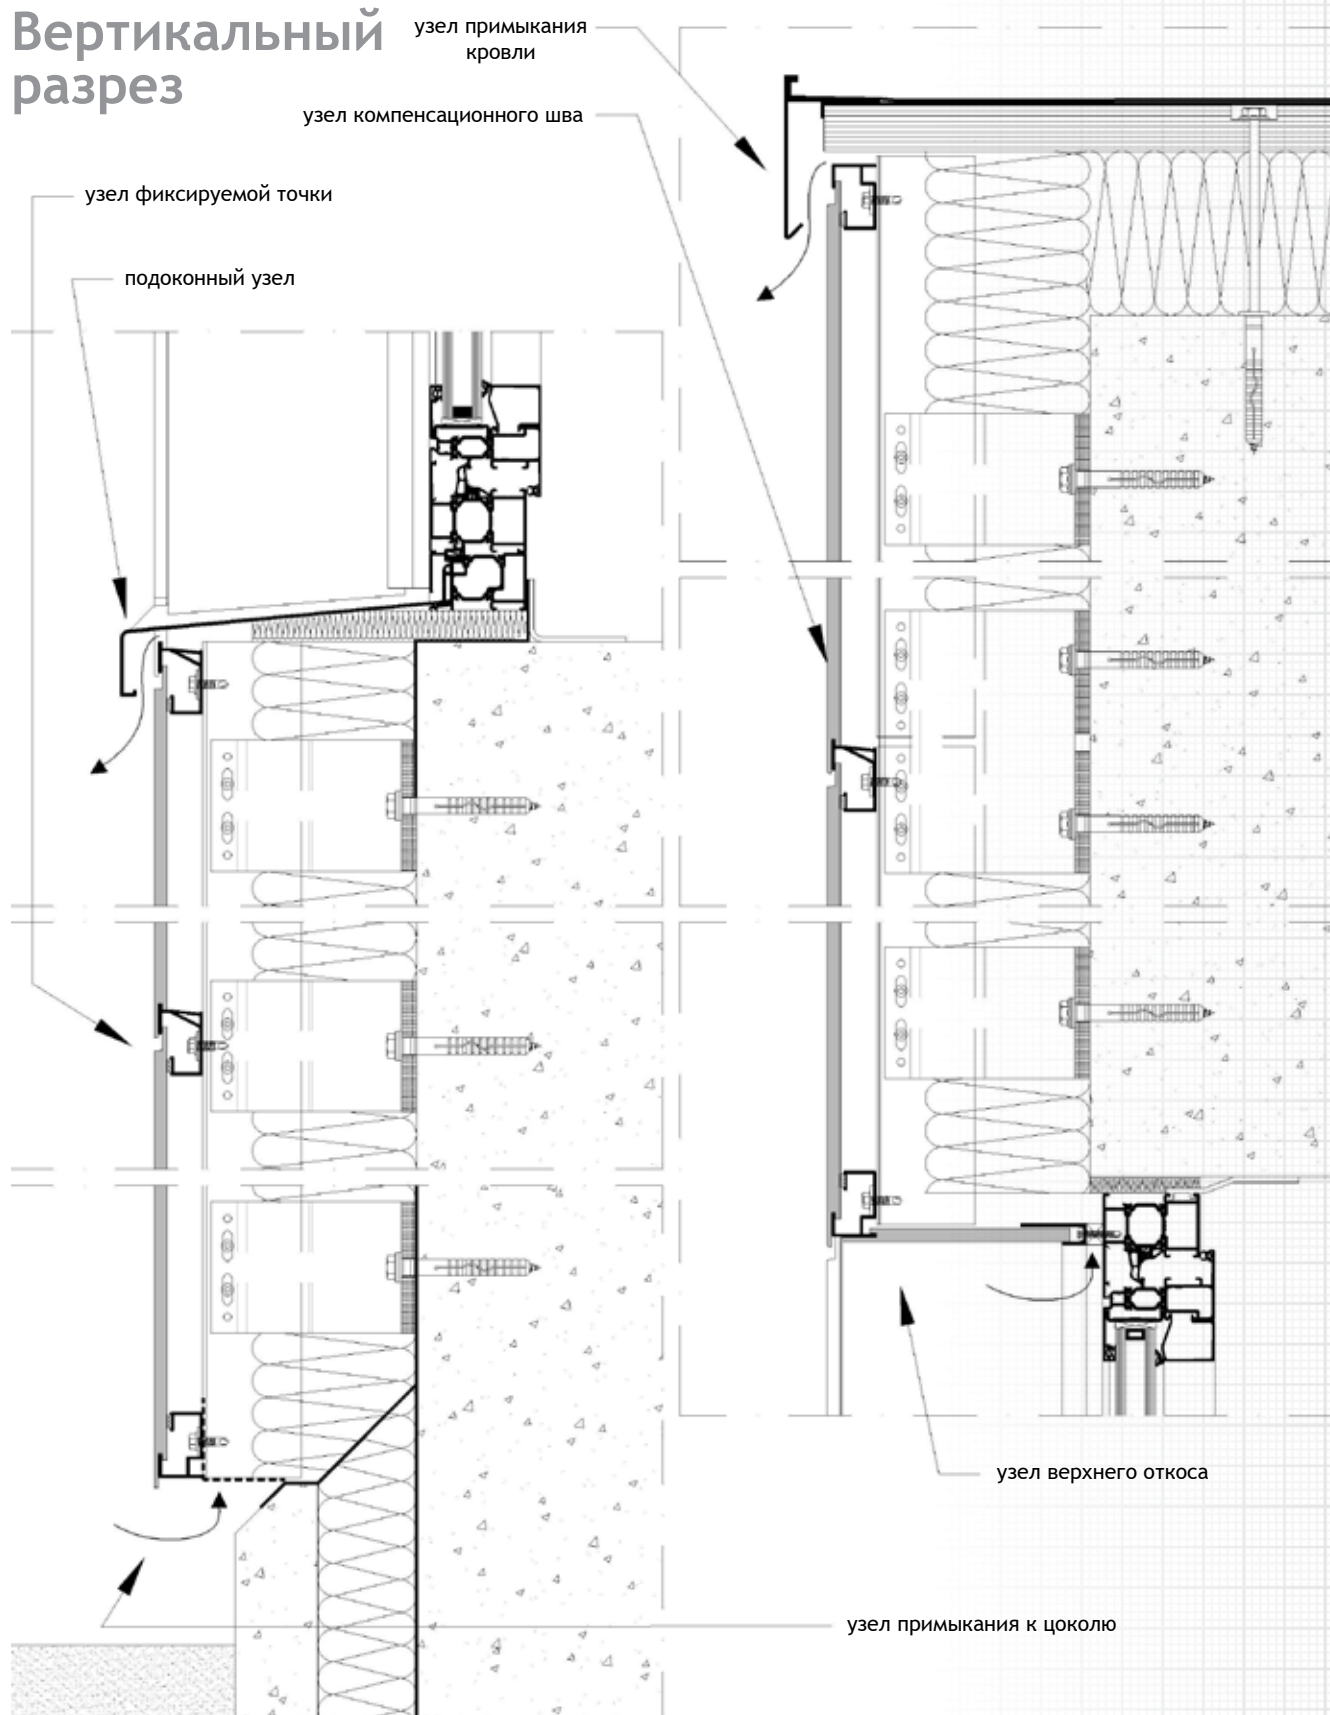 Вертикальный
разрез
узел примыкания
кровли
узел компенсационного шва
узел фиксируемой точки
подоконный узел
узел верхнего откоса
узел примыкания к цоколю